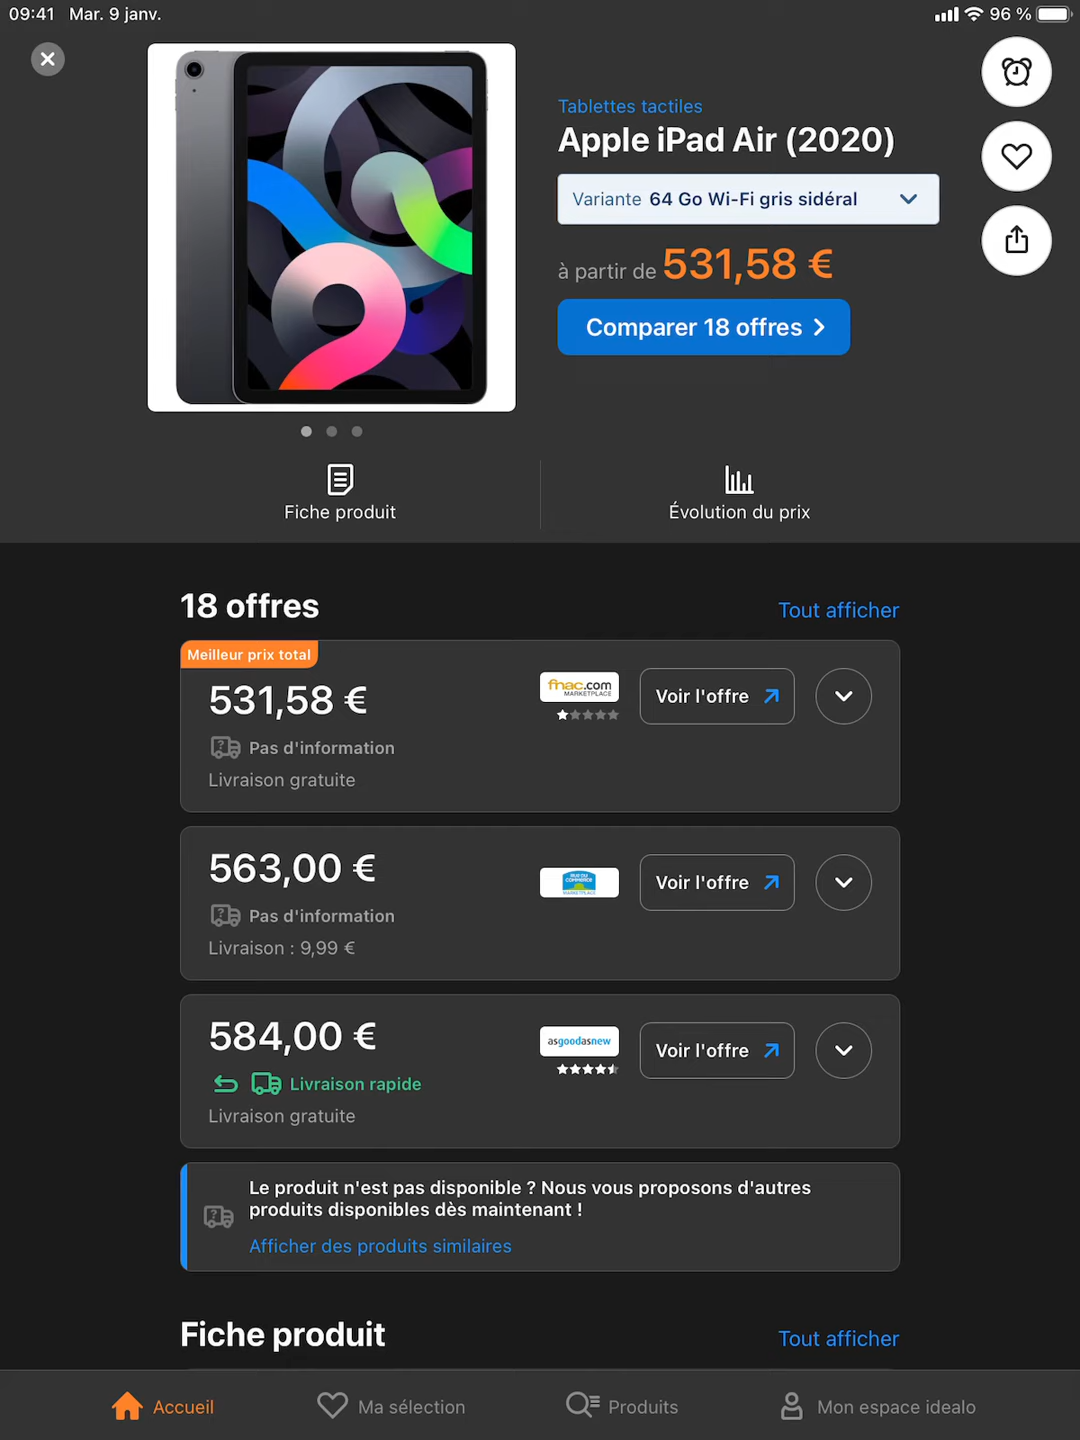 09:41 Mar. 9 janv.
96 %
Tablettes tactiles
Apple iPad Air (2020)
Variante 64 Go Wi-Fi gris sidéral
à partir de 531,58 €
Comparer 18 offres
Fiche produit
Évolution du prix
18 offres
Tout afficher
Meilleur prix total
531,58 €
fnac.com
MARKETPLACE
Voir l'offre
Pas d'information
Livraison gratuite
563,00 €
RUE DU
COMMERCE
MARKETPLACE
Voir l'offre
Pas d'information
Livraison : 9,99 €
584,00 €
asgoodasnew
Voir l'offre
Livraison rapide
Livraison gratuite
Le produit n'est pas disponible ? Nous vous proposons d'autres
produits disponibles dès maintenant !
Afficher des produits similaires
Fiche produit
Tout afficher
Accueil
Ma sélection
Produits
Mon espace idealo